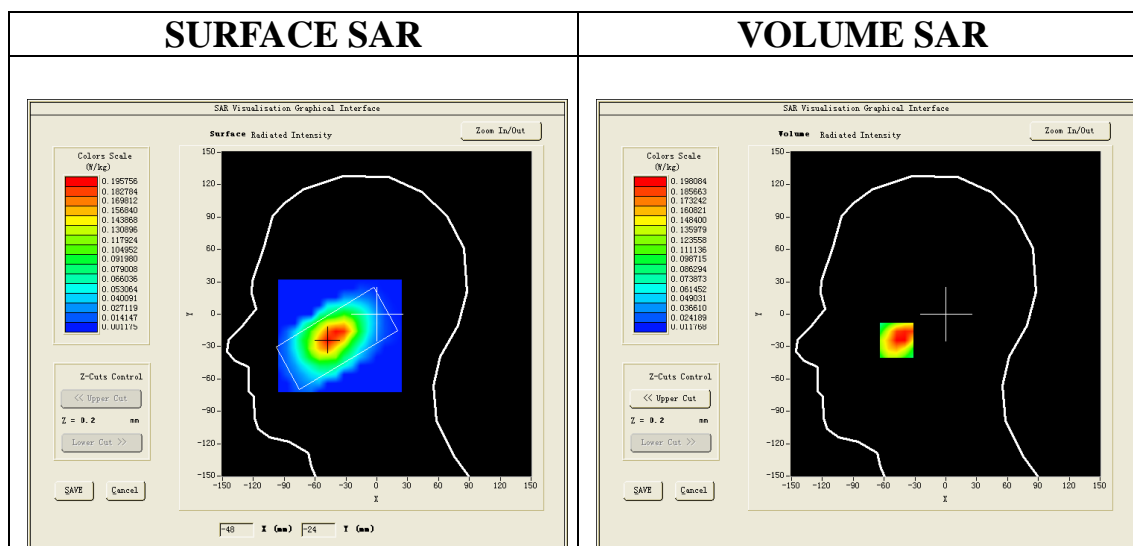 SURFACE SAR
SAR Visualisation Graphical Interface
Surface Radiated Intensity
Zoom In/Out
Colors Scale
(W/kg)
0.195756
0.182784
0.169812
0.156840
0.143868
0.130896
0.117924
0.104952
0.091980
0.079008
0.066036
0.053064
0.040091
0.027119
0.014147
0.001175
Z-Cuts Control
<< Upper Cut
Z = 0.2 mm
Lower Cut >>
SAVE Cancel
150
120
90
60
30
0
-30
-60
-90
-120
-150
Y
-150 -120 -90 -60 -30 0 30 60 90 120 150
X
-48 X (mm) -24 Y (mm)
VOLUME SAR
SAR Visualisation Graphical Interface
Volume Radiated Intensity
Zoom In/Out
Colors Scale
(W/kg)
0.198084
0.185663
0.173242
0.160821
0.148400
0.135979
0.123558
0.111136
0.098715
0.086294
0.073873
0.061452
0.049031
0.036610
0.024189
0.011768
Z-Cuts Control
<< Upper Cut
Z = 0.2 mm
Lower Cut >>
SAVE Cancel
150
120
90
60
30
0
-30
-60
-90
-120
-150
Y
-150 -120 -90 -60 -30 0 30 60 90 120 150
X